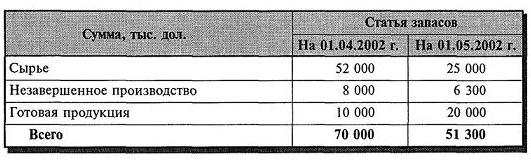 Сумма, тыс. дол.
Статья запасов
На 01.04.2002 г.
На 01.05.2002 г.
Сырье 52 000 25 000
Незавершенное производство 8 000 6 300
Готовая продукция 10 000 20 000
Всего 70 000 51 300